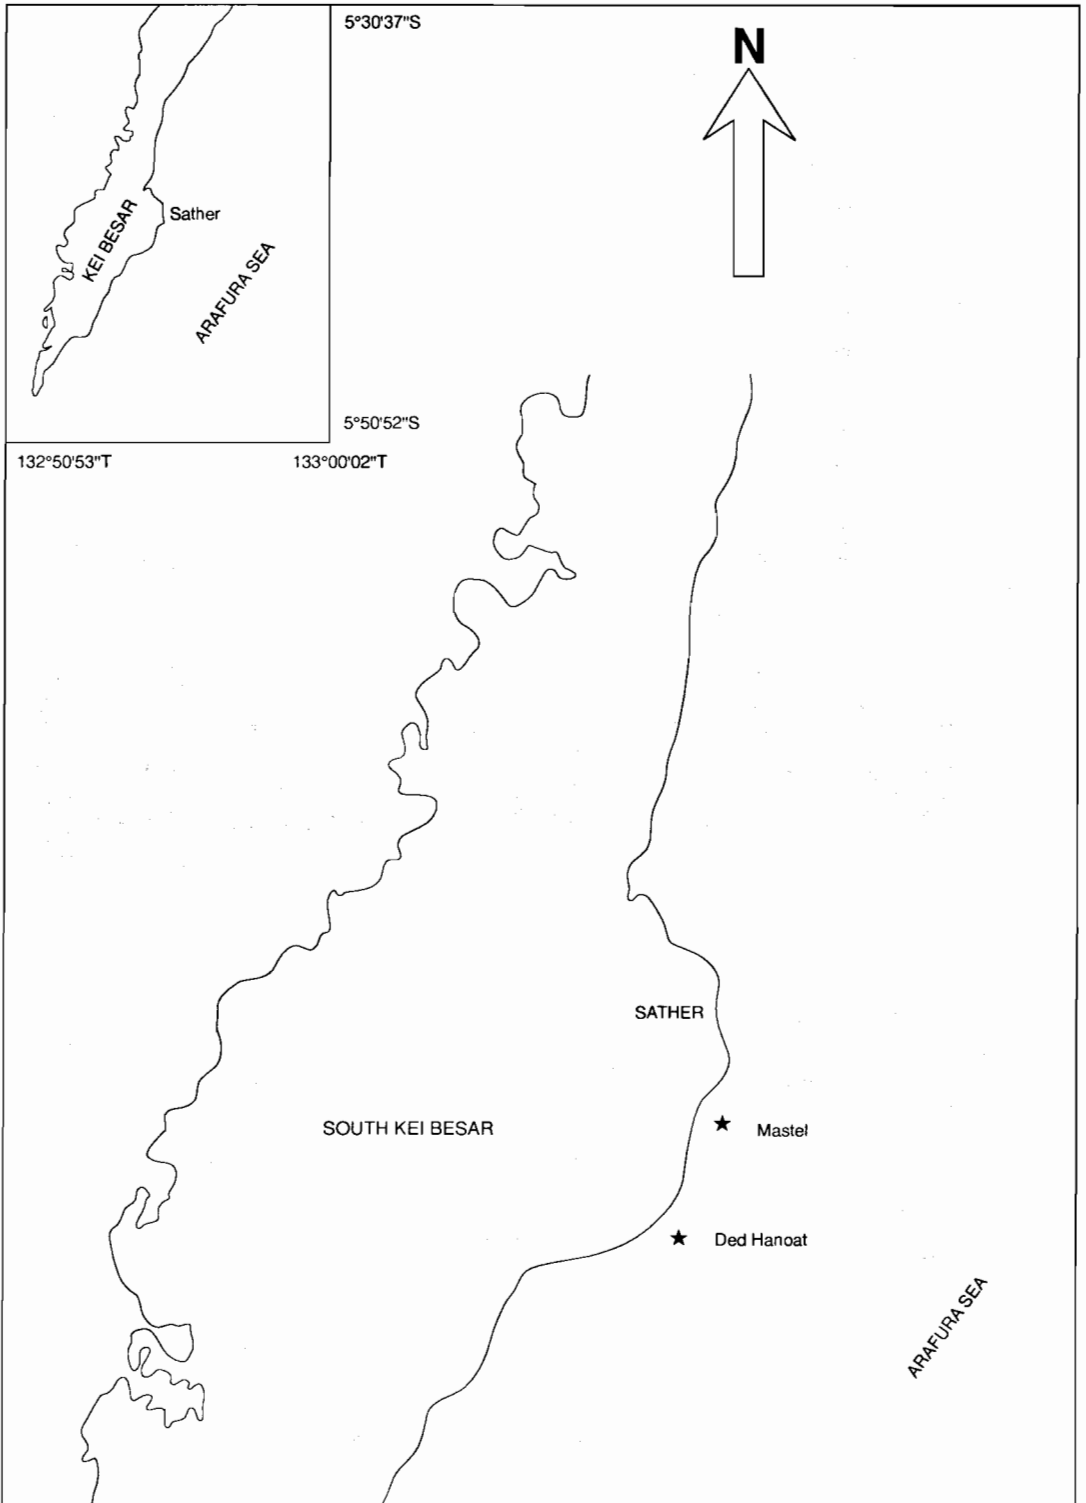 5°30'37"S
N
Sather
KEI BESAR
ARAFURA SEA
5°50'52"S
132°50'53"T
133°00'02"T
SATHER
SOUTH KEI BESAR
Mastel
Ded Hanoat
ARAFURA SEA